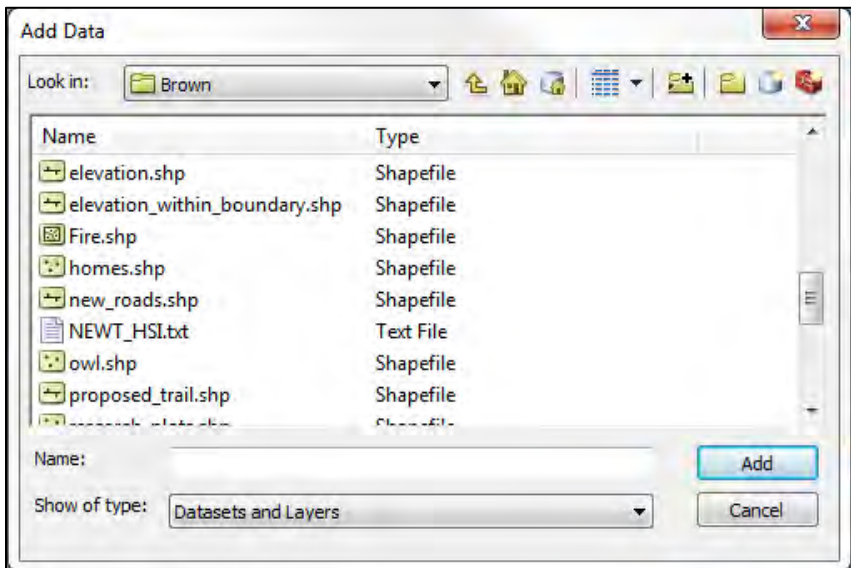 Add Data
Look in: Brown
Name Type
elevation.shp Shapefile
elevation_within_boundary.shp Shapefile
Fire.shp Shapefile
homes.shp Shapefile
new_roads.shp Shapefile
NEWT_HSI.txt Text File
owl.shp Shapefile
proposed_trail.shp Shapefile
Name: Add
Show of type: Datasets and Layers Cancel